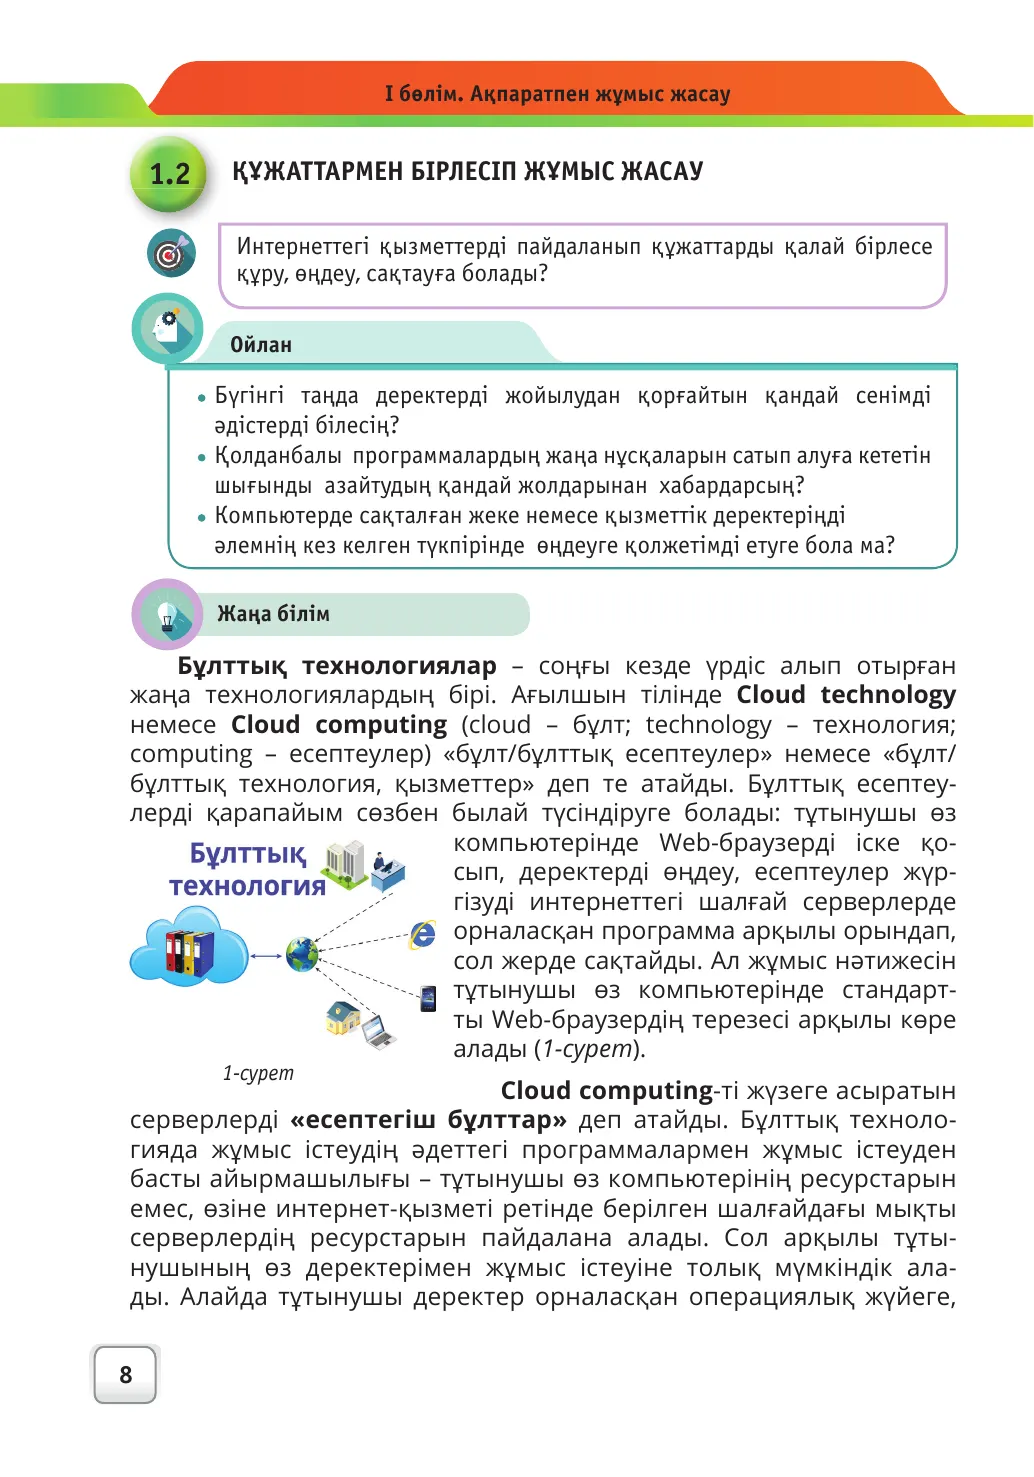 І бөлім. Ақпаратпен жұмыс жасау
1.2
ҚҰЖАТТАРМЕН БІРЛЕСІП ЖҰМЫС ЖАСАУ
Интернеттегі қызметтерді пайдаланып құжаттарды қалай бірлесе
құру, өңдеу, сақтауға болады?
Ойлан
• Бүгінгі таңда деректерді жойылудан қорғайтын қандай сенімді
әдістерді білесің?
• Қолданбалы программалардың жаңа нұсқаларын сатып алуға кететін
шығынды азайтудың қандай жолдарынан хабардарсың?
• Компьютерде сақталған жеке немесе қызметтік деректеріңді
әлемнің кез келген түкпірінде өңдеуге қолжетімді етуге бола ма?
Жаңа білім
Бұлттық технологиялар – соңғы кезде үрдіс алып отырған
жаңа технологиялардың бірі. Ағылшын тілінде Cloud technology
немесе Cloud computing (cloud – бұлт; technology – технология;
computing – есептеулер) «бұлт/бұлттық есептеулер» немесе «бұлт/
бұлттық технология, қызметтер» деп те атайды. Бұлттық есептеу-
лерді қарапайым сөзбен былай түсіндіруге болады: тұтынушы өз
компьютерінде Web-браузерді іске қо-
сып, деректерді өңдеу, есептеулер жүр-
гізуді интернеттегі шалғай серверлерде
орналасқан программа арқылы орындап,
сол жерде сақтайды. Ал жұмыс нәтижесін
тұтынушы өз компьютерінде стандарт-
ты Web-браузердің терезесі арқылы көре
алады (1-сурет).
Бұлттық
технология
1-сурет
Cloud computing-ті жүзеге асыратын
серверлерді «есептегіш бұлттар» деп атайды. Бұлттық техноло-
гияда жұмыс істеудің әдеттегі программалармен жұмыс істеуден
басты айырмашылығы – тұтынушы өз компьютерінің ресурстарын
емес, өзіне интернет-қызметі ретінде берілген шалғайдағы мықты
серверлердің ресурстарын пайдалана алады. Сол арқылы тұты-
нушының өз деректерімен жұмыс істеуіне толық мүмкіндік ала-
ды. Алайда тұтынушы деректер орналасқан операциялық жүйеге,
8